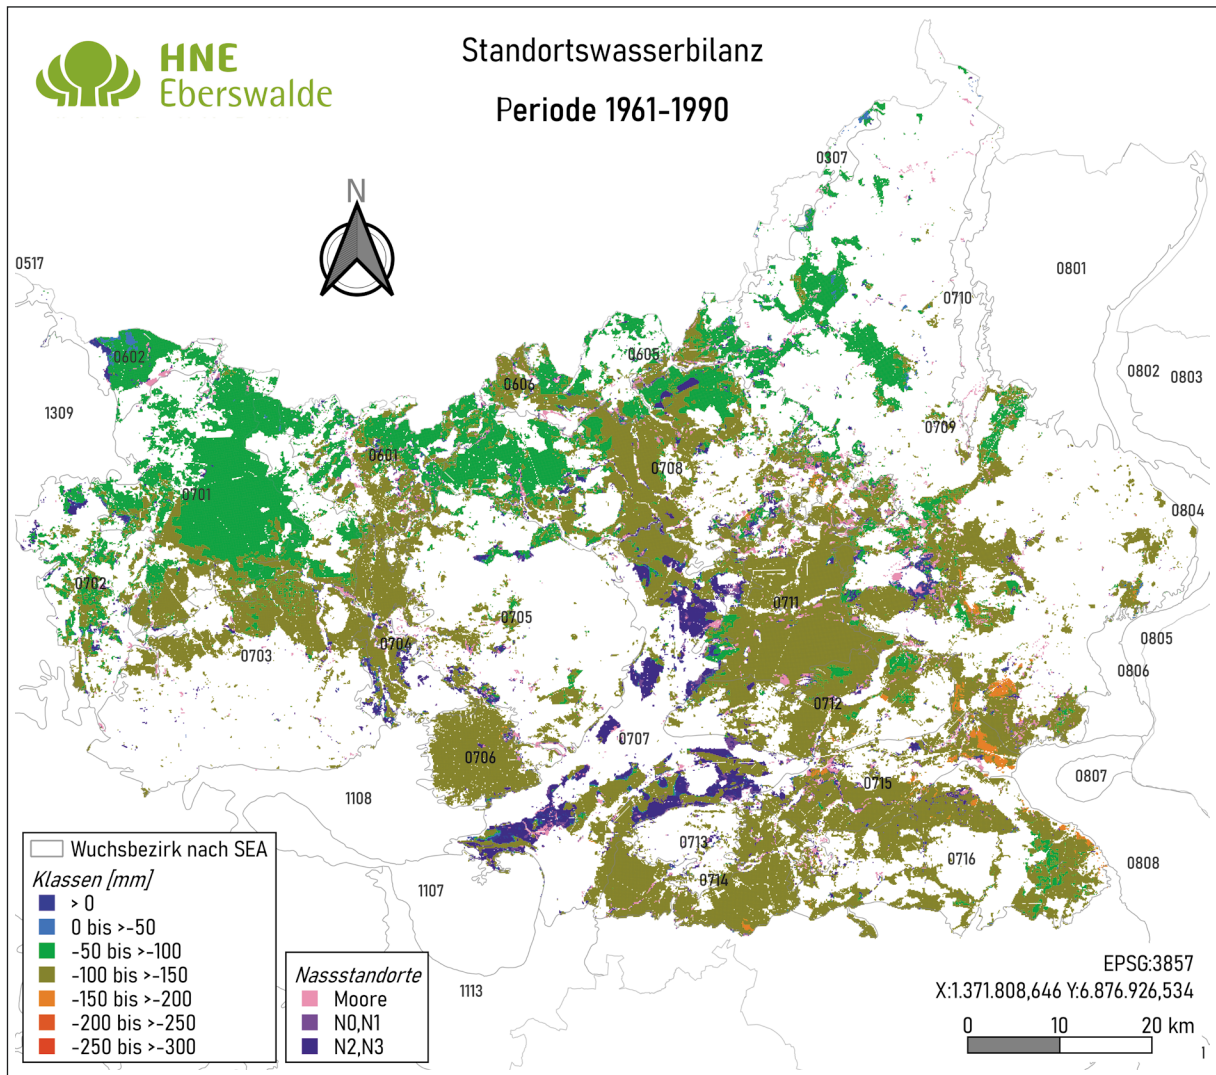 HNE
Eberswalde
Standortswasserbilanz
Periode 1961-1990
N
0307
0517
0801
0710
0602
0605
0802
0803
0606
1309
0709
0601
0708
0701
0804
0702
0711
0705
0805
0704
0703
0806
0712
0707
0706
0807
0715
1108
0713
0716
0808
0714
1107
1113
Wuchsbezirk nach SEA
Klassen [mm]
> 0
0 bis >-50
-50 bis >-100
-100 bis >-150
-150 bis >-200
-200 bis >-250
-250 bis >-300
Nassstandorte
Moore
N0,N1
N2,N3
EPSG:3857
X:1.371.808,646 Y:6.876.926,534
0 10 20 km
1